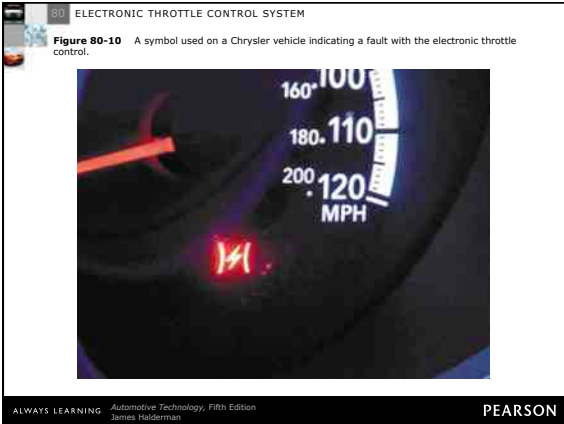 80 ELECTRONIC THROTTLE CONTROL SYSTEM
Figure 80-10 A symbol used on a Chrysler vehicle indicating a fault with the electronic throttle
control.
160 100
180 110
200 120
MPH
ALWAYS LEARNING
Automotive Technology, Fifth Edition
James Halderman
PEARSON